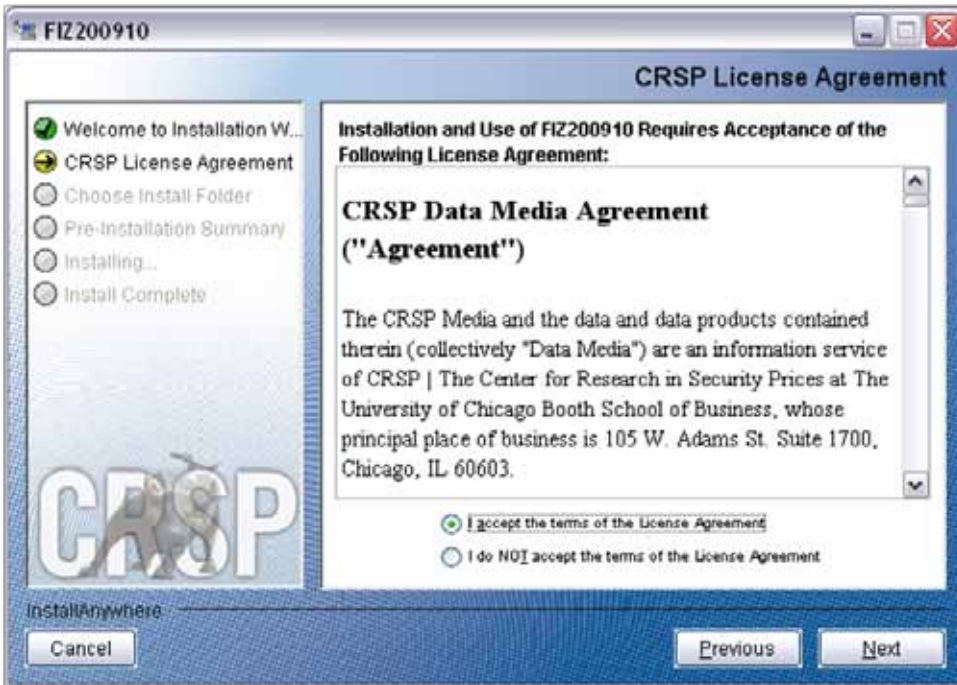 FIZ200910
CRSP License Agreement
Welcome to Installation W...
CRSP License Agreement
Choose Install Folder
Pre-Installation Summary
Installing...
Install Complete
CRSP
Installation and Use of FIZ200910 Requires Acceptance of the
Following License Agreement:
CRSP Data Media Agreement
("Agreement")
The CRSP Media and the data and data products contained
therein (collectively "Data Media") are an information service
of CRSP | The Center for Research in Security Prices at The
University of Chicago Booth School of Business, whose
principal place of business is 105 W. Adams St. Suite 1700,
Chicago, IL 60603.
I accept the terms of the License Agreement
I do NOT accept the terms of the License Agreement
InstallAnywhere
Cancel
Previous
Next